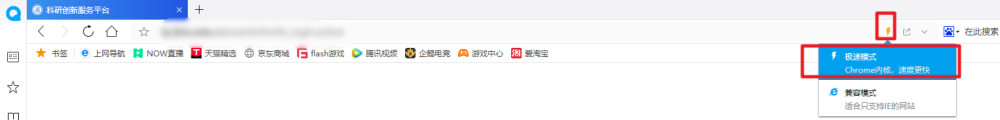 科研创新服务平台
在此搜索
书签 上网导航 NOW直播 天猫精选 京东商城 flash游戏 腾讯视频 企鹅电竞 游戏中心 爱淘宝
极速模式
Chrome内核，速度更快
兼容模式
适合只支持IE的网站